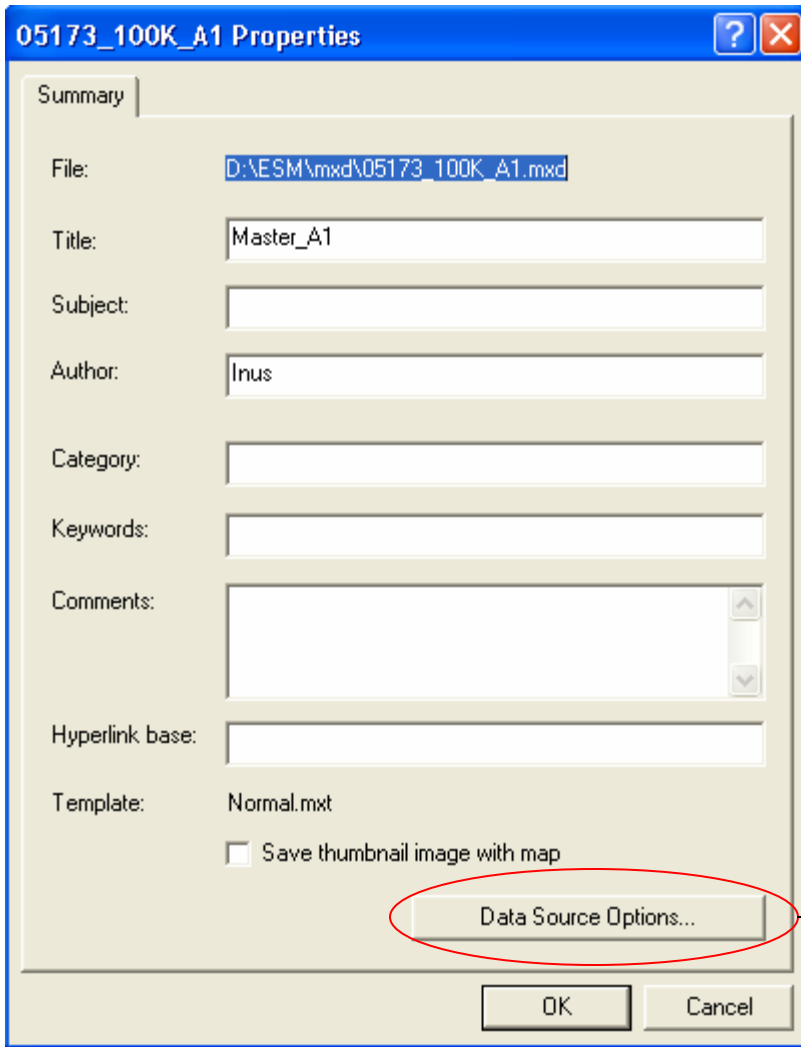 05173_100K_A1 Properties
Summary
File: D:\ESM\mxd\05173_100K_A1.mxd
Title: Master_A1
Subject:
Author: Inus
Category:
Keywords:
Comments:
Hyperlink base:
Template: Normal.mxt
Save thumbnail image with map
Data Source Options...
OK Cancel